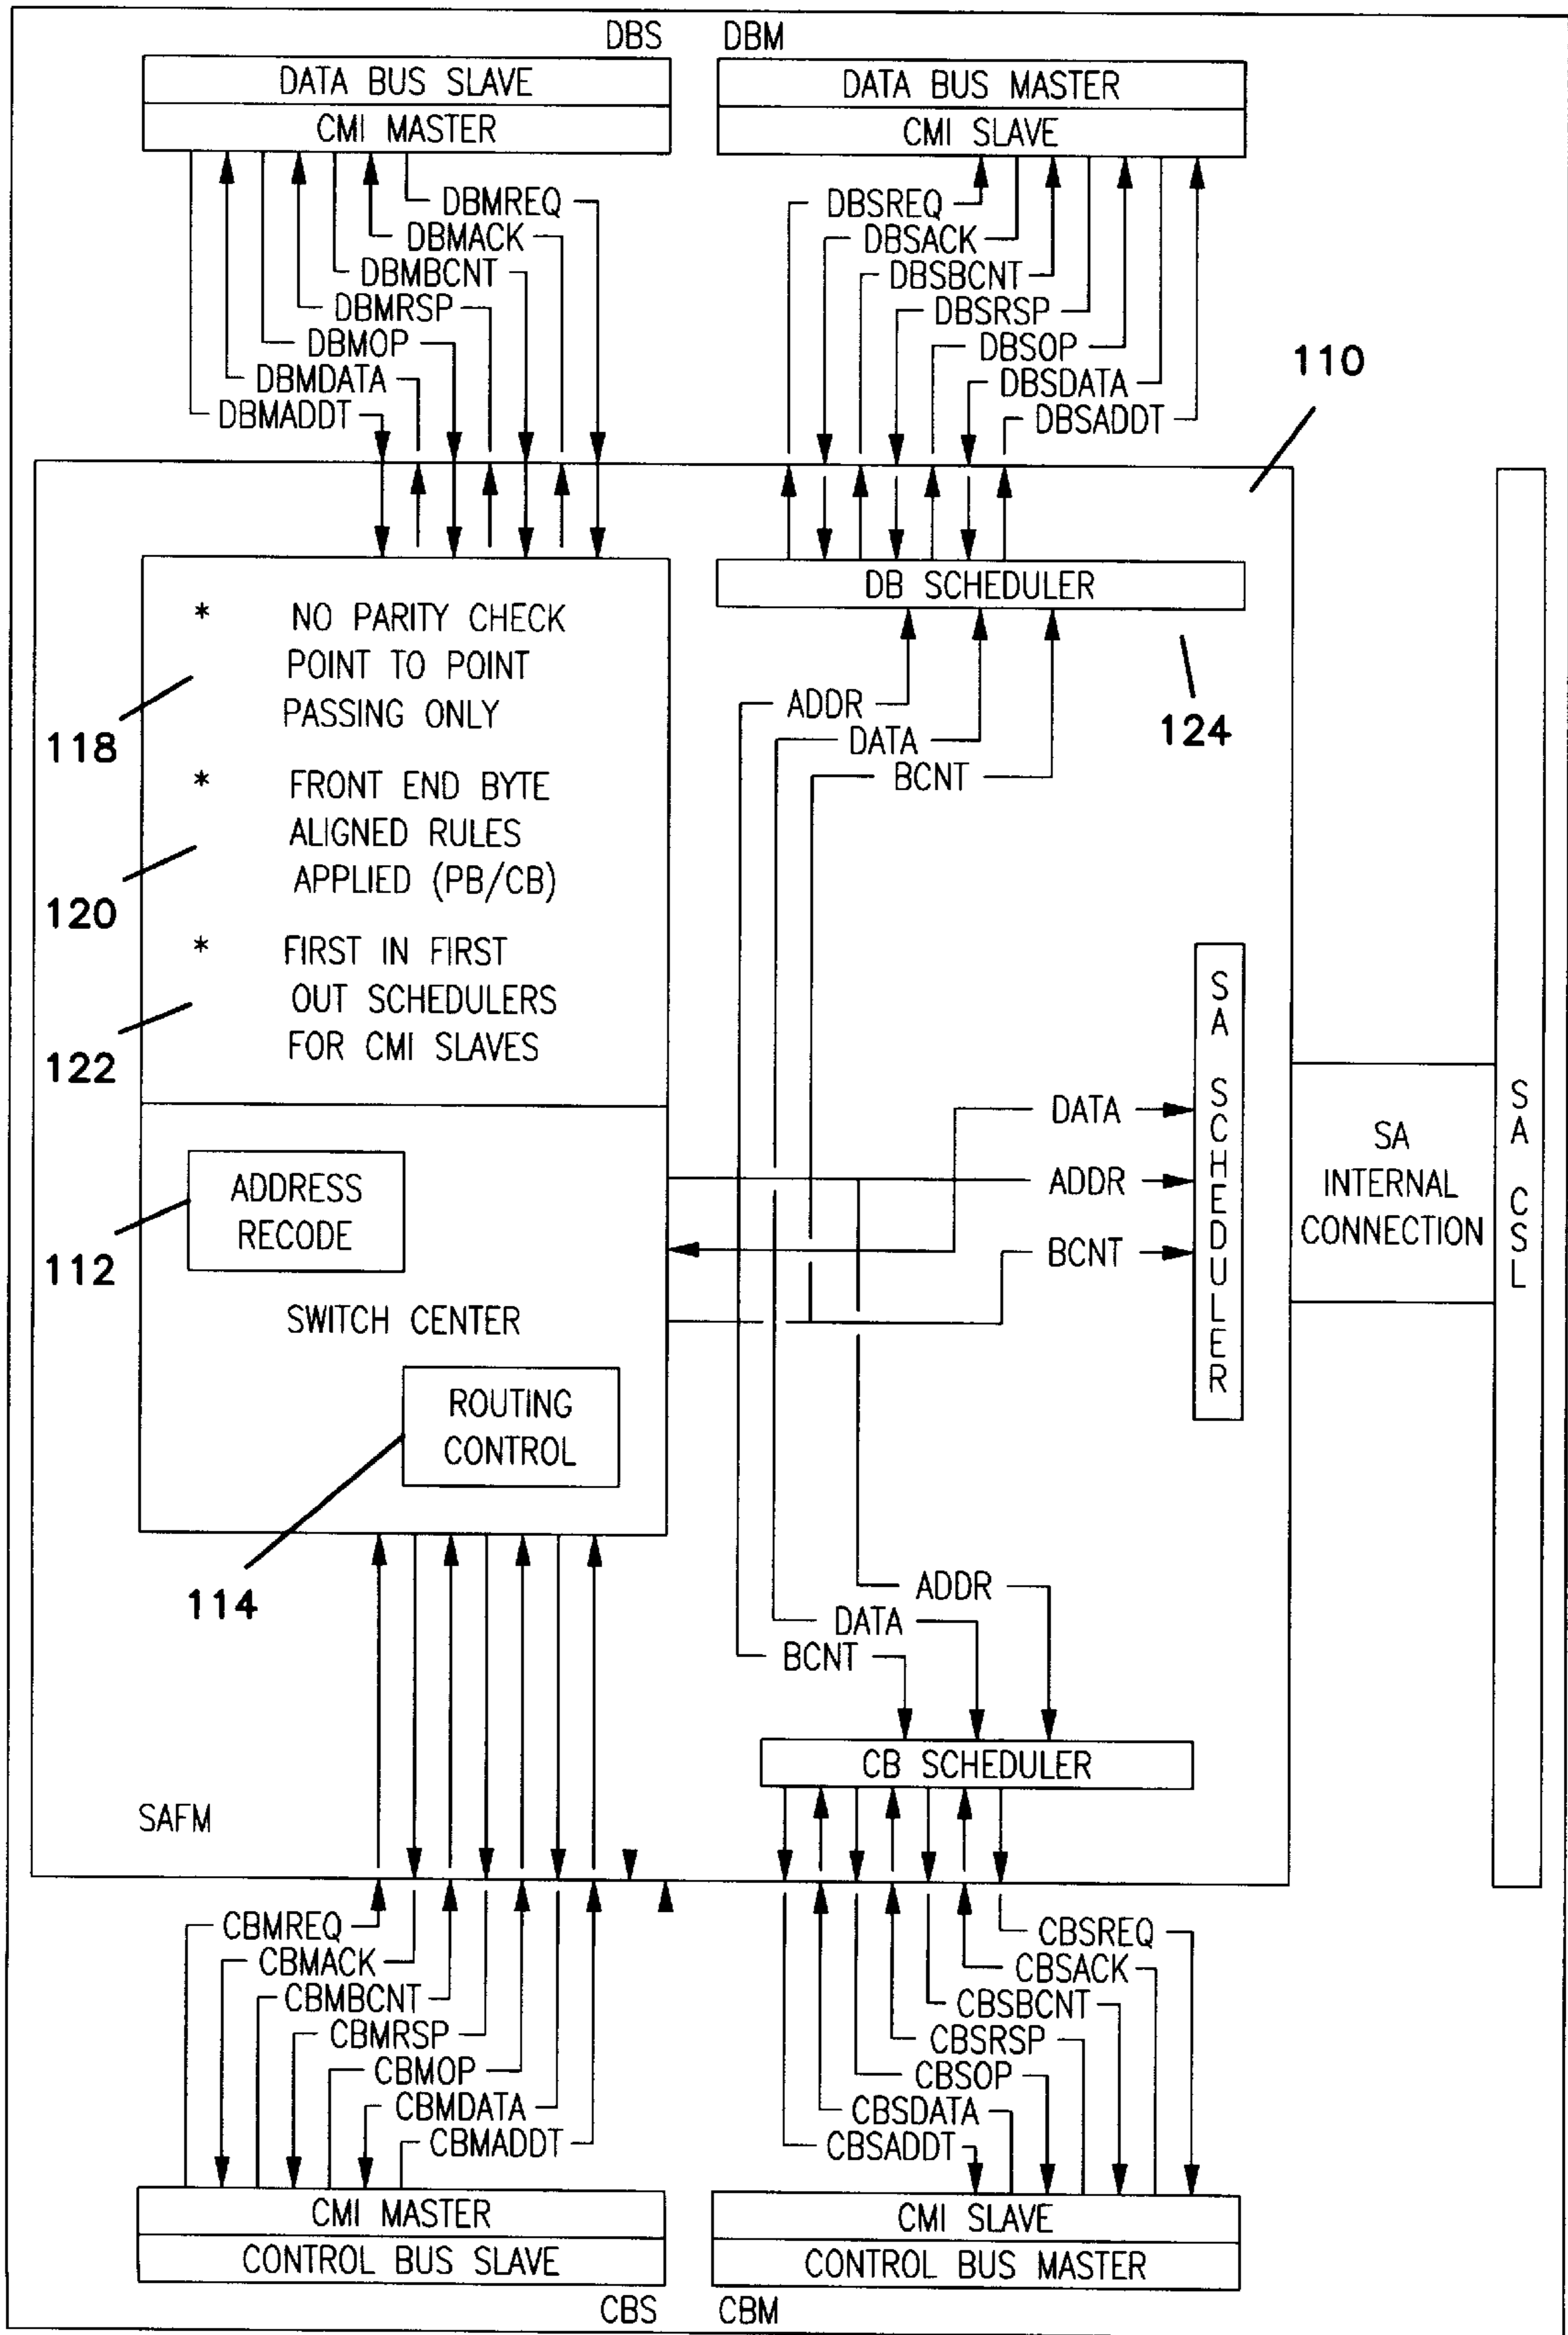 DBS DBM
DATA BUS SLAVE
CMI MASTER
DATA BUS MASTER
CMI SLAVE
DBMREQ
DBMACK
DBMBCNT
DBMRSP
DBMOP
DBMDATA
DBMADDT
DBSREQ
DBSACK
DBSBCNT
DBSRSP
DBSOP
DBSDATA
DBSADDT
110
DB SCHEDULER
124
* NO PARITY CHECK
POINT TO POINT
PASSING ONLY
118
* FRONT END BYTE
ALIGNED RULES
APPLIED (PB/CB)
120
* FIRST IN FIRST
OUT SCHEDULERS
FOR CMI SLAVES
122
ADDR
DATA
BCNT
ADDRESS
RECODE
112
SWITCH CENTER
ROUTING
CONTROL
114
DATA
ADDR
BCNT
SA SCHEDULER
SA
INTERNAL
CONNECTION
SA CSL
ADDR
DATA
BCNT
CB SCHEDULER
SAFM
CBMREQ
CBMACK
CBMBCNT
CBMRSP
CBMOP
CBMDATA
CBMADDT
CBSREQ
CBSACK
CBSBCNT
CBSRSP
CBSOP
CBSDATA
CBSADDT
CMI MASTER
CONTROL BUS SLAVE
CMI SLAVE
CONTROL BUS MASTER
CBS CBM